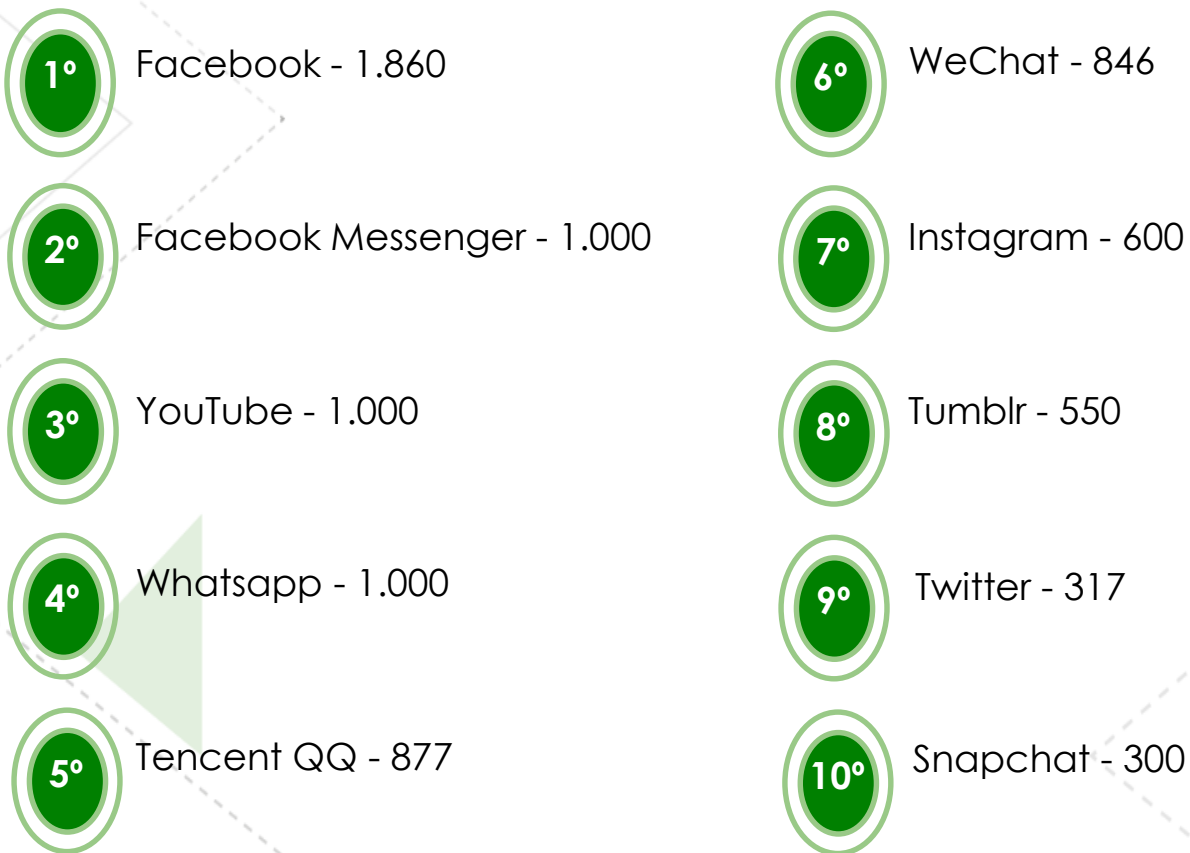 1º Facebook - 1.860
2º Facebook Messenger - 1.000
3º YouTube - 1.000
4º Whatsapp - 1.000
5º Tencent QQ - 877
6º WeChat - 846
7º Instagram - 600
8º Tumblr - 550
9º Twitter - 317
10º Snapchat - 300